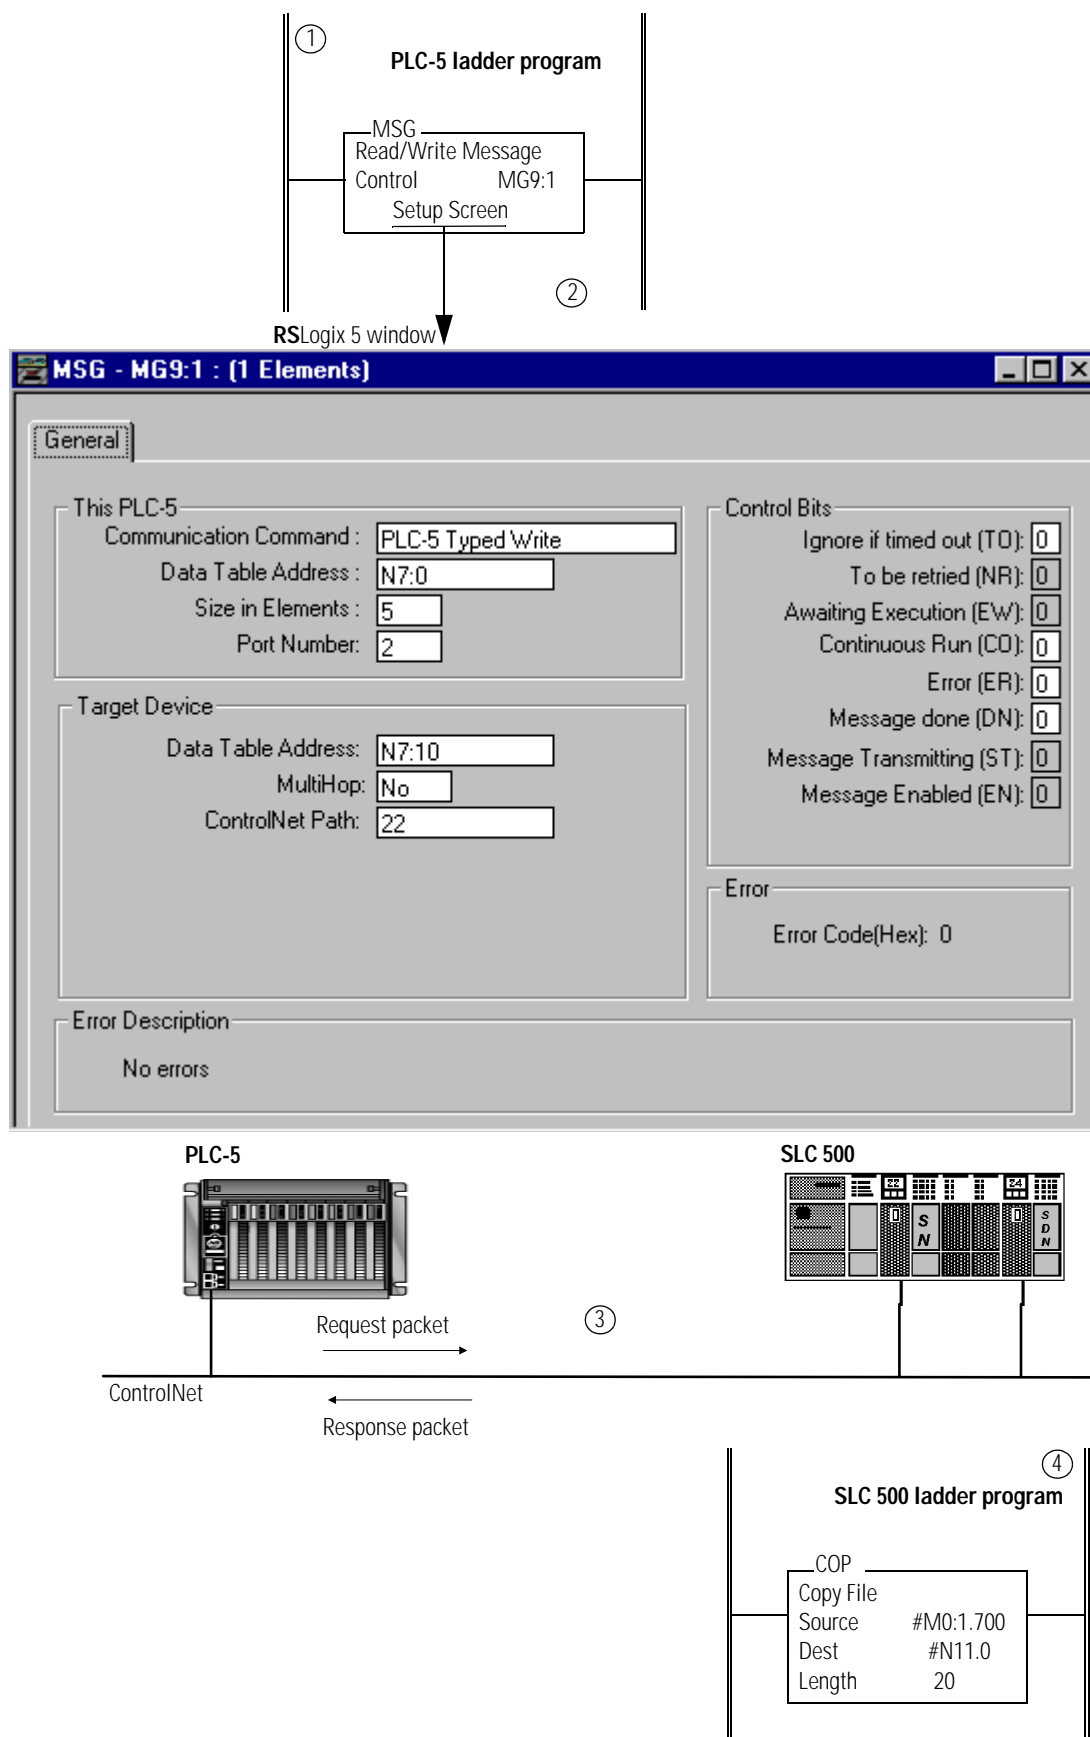 1
PLC-5 ladder program
MSG
Read/Write Message
Control MG9:1
Setup Screen
2
RSLogix 5 window
MSG - MG9:1 : (1 Elements)
General
This PLC-5
Communication Command : PLC-5 Typed Write
Data Table Address : N7:0
Size in Elements : 5
Port Number: 2
Control Bits
Ignore if timed out (TO): 0
To be retried (NR): 0
Awaiting Execution (EW): 0
Continuous Run (CO): 0
Error (ER): 0
Message done (DN): 0
Message Transmitting (ST): 0
Message Enabled (EN): 0
Target Device
Data Table Address: N7:10
MultiHop: No
ControlNet Path: 22
Error
Error Code(Hex): 0
Error Description
No errors
PLC-5
SLC 500
22
24
S
N
S
D
N
Request packet
3
ControlNet
Response packet
4
SLC 500 ladder program
COP
Copy File
Source #M0:1.700
Dest #N11.0
Length 20